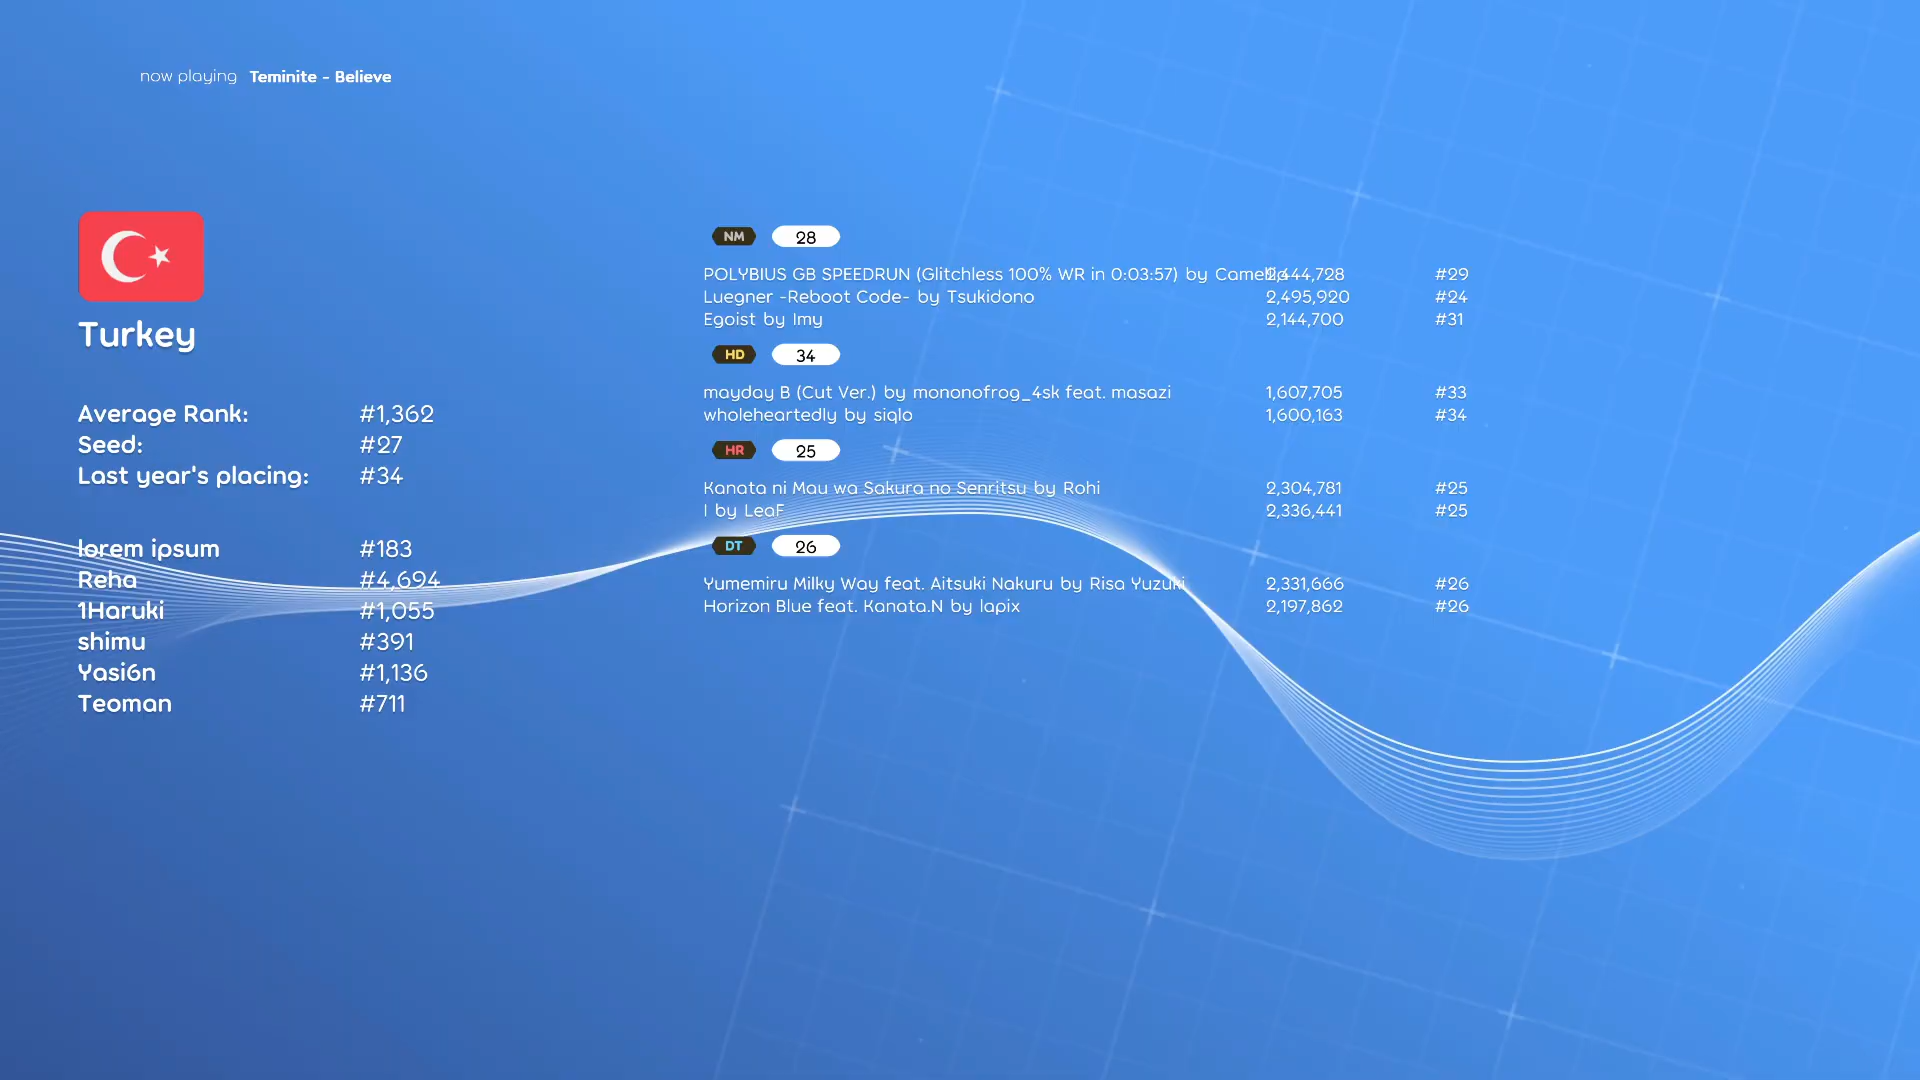 now playing Teminite - Believe
Turkey
Average Rank: #1,362
Seed: #27
Last year's placing: #34
lorem ipsum #183
Reha #4,694
1Haruki #1,055
shimu #391
Yasi6n #1,136
Teoman #711
NM 28
POLYBIUS GB SPEEDRUN (Glitchless 100% WR in 0:03:57) by Camellia 2,444,728 #29
Luegner -Reboot Code- by Tsukidono 2,495,920 #24
Egoist by Imy 2,144,700 #31
HD 34
mayday B (Cut Ver.) by mononofrog_4sk feat. masazi 1,607,705 #33
wholeheartedly by siqlo 1,600,163 #34
HR 25
Kanata ni Mau wa Sakura no Senritsu by Rohi 2,304,781 #25
I by LeaF 2,336,441 #25
DT 26
Yumemiru Milky Way feat. Aitsuki Nakuru by Risa Yuzuki 2,331,666 #26
Horizon Blue feat. Kanata.N by lapix 2,197,862 #26